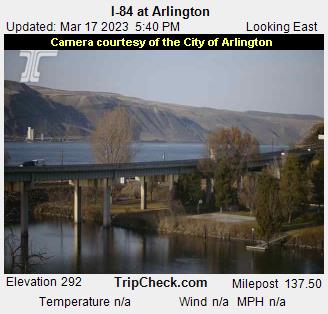 I-84 at Arlington
Updated: Mar 17 2023 5:40 PM Looking East
Camera courtesy of the City of Arlington
Elevation 292 TripCheck.com Milepost 137.50
Temperature n/a Wind n/a MPH n/a